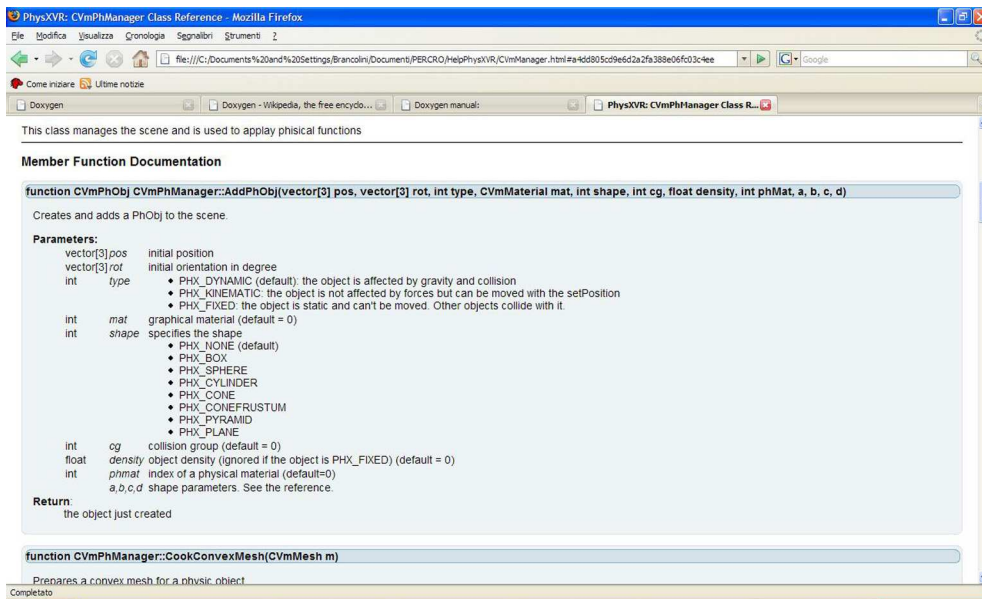 PhysXVR: CVmPhManager Class Reference - Mozilla Firefox
File Modifica Visualizza Cronologia Segnalibri Strumenti ?
file:///C:/Documents%20and%20Settings/Brancolini/Documenti/PERCRO/HelpPhysXVR/CVmManager.html#a4dd805cd9e6d2a2fa388e06fc03c4ee G Google
Come iniziare Ultime notizie
Doxygen Doxygen - Wikipedia, the free encyclo... Doxygen manual: PhysXVR: CVmPhManager Class R...
This class manages the scene and is used to applay phisical functions
Member Function Documentation
function CVmPhObj CVmPhManager::AddPhObj(vector[3] pos, vector[3] rot, int type, CVmMaterial mat, int shape, int cg, float density, int phMat, a, b, c, d)
Creates and adds a PhObj to the scene.
Parameters:
vector[3] pos initial position
vector[3] rot initial orientation in degree
int type • PHX_DYNAMIC (default): the object is affected by gravity and collision
• PHX_KINEMATIC: the object is not affected by forces but can be moved with the setPosition
• PHX_FIXED: the object is static and can't be moved. Other objects collide with it.
int mat graphical material (default = 0)
int shape specifies the shape
• PHX_NONE (default)
• PHX_BOX
• PHX_SPHERE
• PHX_CYLINDER
• PHX_CONE
• PHX_CONEFRUSTUM
• PHX_PYRAMID
• PHX_PLANE
int cg collision group (default = 0)
float density object density (ignored if the object is PHX_FIXED) (default = 0)
int phmat index of a physical material (default=0)
a,b,c,d shape parameters. See the reference.
Return:
the object just created
function CVmPhManager::CookConvexMesh(CVmMesh m)
Prepares a convex mesh for a physic object
Completato